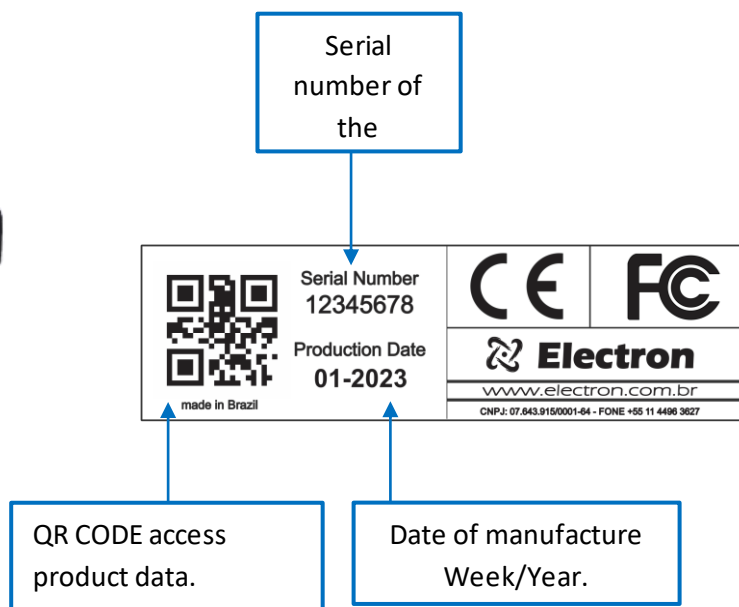 Serial
number of
the
Serial Number
12345678
Production Date
01-2023
made in Brazil
CE
FC
Electron
www.electron.com.br
CNPJ: 07.643.915/0001-64 - FONE +55 11 4496 3627
QR CODE access
product data.
Date of manufacture
Week/Year.